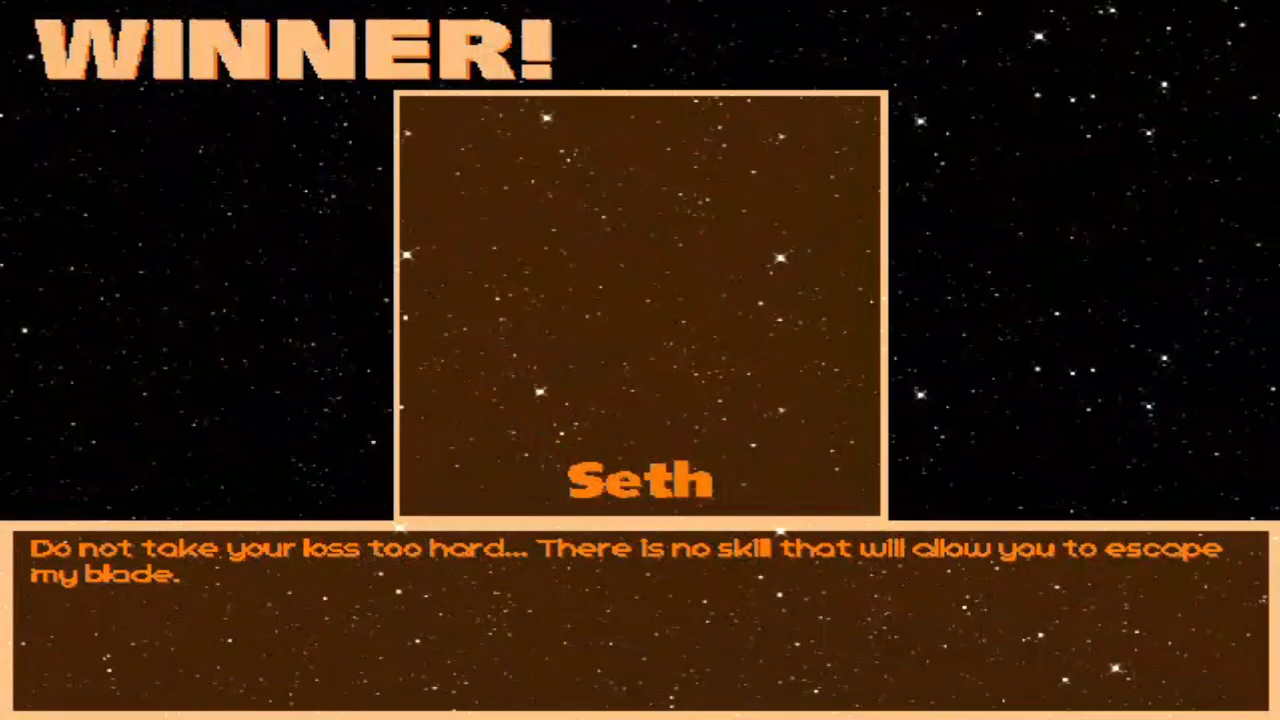 WINNER!
Seth
Do not take your loss too hard... There is no skill that will allow you to escape
my blade.